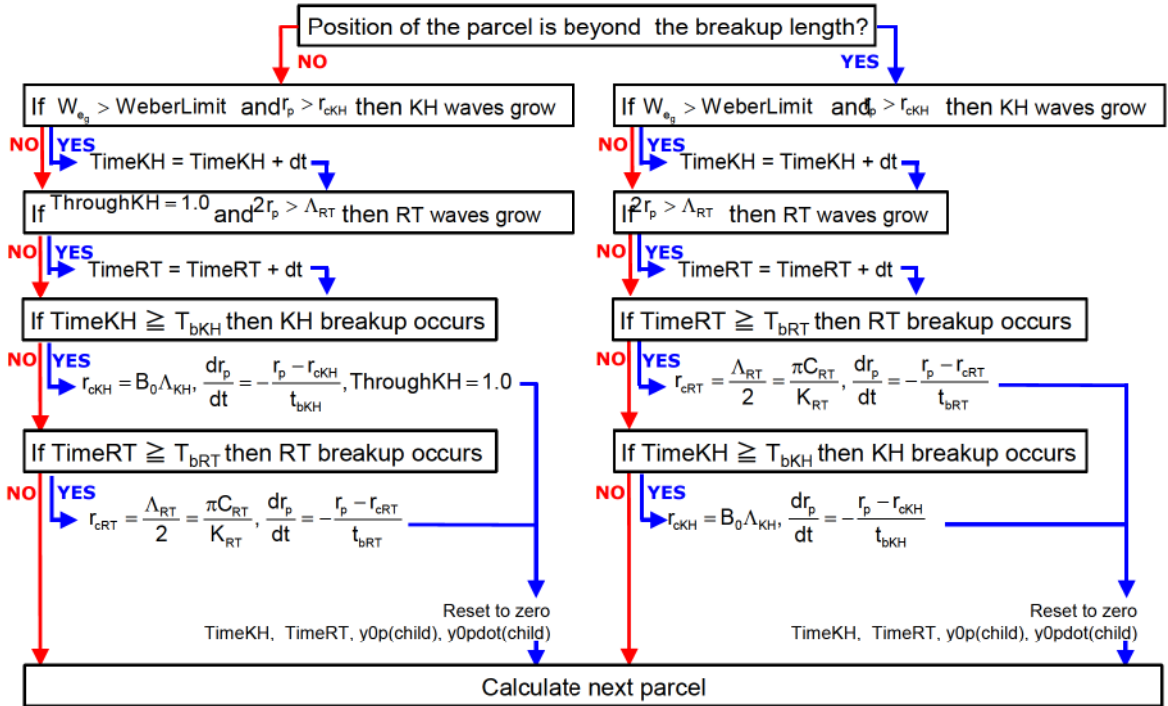 Position of the parcel is beyond the breakup length?
NO
YES
If W_eg > WeberLimit and r_p > r_cKH then KH waves grow
NO YES
TimeKH = TimeKH + dt
If ThroughKH = 1.0 and 2r_p > Λ_RT then RT waves grow
NO YES
TimeRT = TimeRT + dt
If TimeKH ≧ T_bKH then KH breakup occurs
NO YES
r_cKH = B_0Λ_KH, dr_p/dt = −(r_p − r_cKH)/t_bKH, ThroughKH = 1.0
If TimeRT ≧ T_bRT then RT breakup occurs
NO YES
r_cRT = Λ_RT/2 = πC_RT/K_RT, dr_p/dt = −(r_p − r_cRT)/t_bRT
Reset to zero
TimeKH, TimeRT, y0p(child), y0pdot(child)
If W_eg > WeberLimit and r_p > r_cKH then KH waves grow
NO YES
TimeKH = TimeKH + dt
If 2r_p > Λ_RT then RT waves grow
NO YES
TimeRT = TimeRT + dt
If TimeRT ≧ T_bRT then RT breakup occurs
NO YES
r_cRT = Λ_RT/2 = πC_RT/K_RT, dr_p/dt = −(r_p − r_cRT)/t_bRT
If TimeKH ≧ T_bKH then KH breakup occurs
NO YES
r_cKH = B_0Λ_KH, dr_p/dt = −(r_p − r_cKH)/t_bKH
Reset to zero
TimeKH, TimeRT, y0p(child), y0pdot(child)
Calculate next parcel